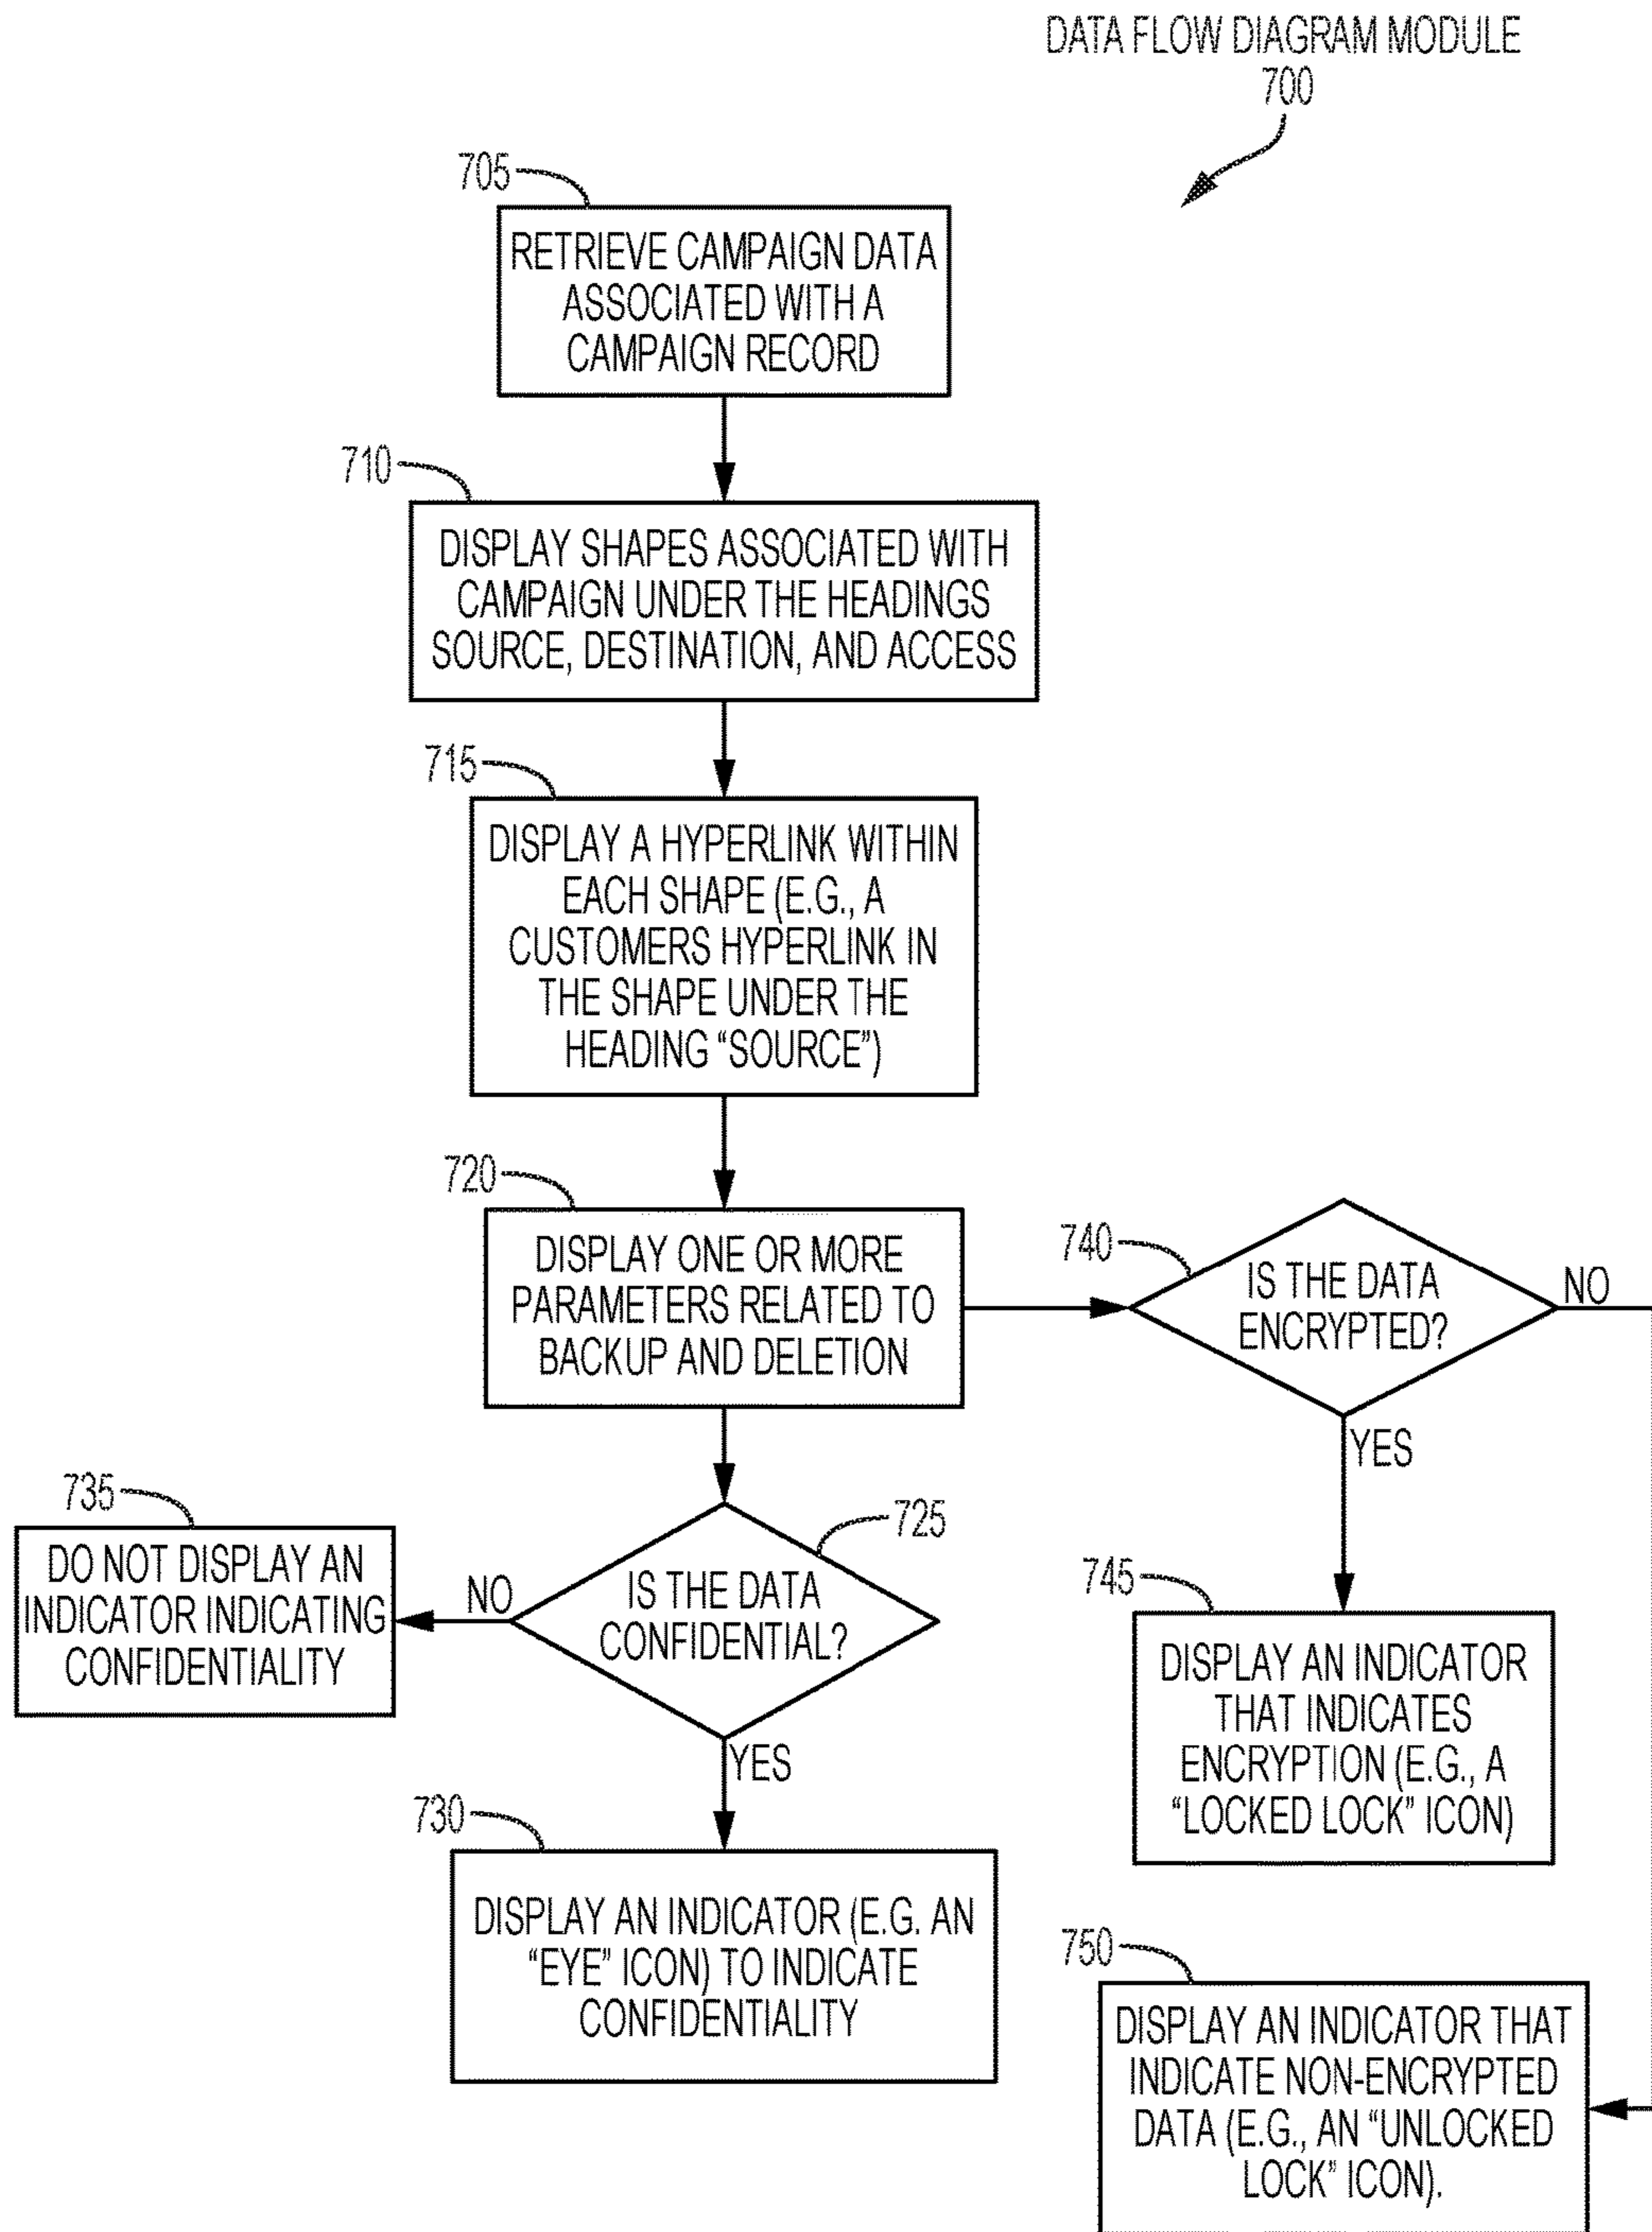 DATA FLOW DIAGRAM MODULE
700
705
RETRIEVE CAMPAIGN DATA
ASSOCIATED WITH A
CAMPAIGN RECORD
710
DISPLAY SHAPES ASSOCIATED WITH
CAMPAIGN UNDER THE HEADINGS
SOURCE, DESTINATION, AND ACCESS
715
DISPLAY A HYPERLINK WITHIN
EACH SHAPE (E.G., A
CUSTOMERS HYPERLINK IN
THE SHAPE UNDER THE
HEADING “SOURCE”)
720
DISPLAY ONE OR MORE
PARAMETERS RELATED TO
BACKUP AND DELETION
740
IS THE DATA
ENCRYPTED?
NO
YES
735
DO NOT DISPLAY AN
INDICATOR INDICATING
CONFIDENTIALITY
NO
725
IS THE DATA
CONFIDENTIAL?
YES
745
DISPLAY AN INDICATOR
THAT INDICATES
ENCRYPTION (E.G., A
“LOCKED LOCK” ICON)
730
DISPLAY AN INDICATOR (E.G. AN
“EYE” ICON) TO INDICATE
CONFIDENTIALITY
750
DISPLAY AN INDICATOR THAT
INDICATE NON-ENCRYPTED
DATA (E.G., AN “UNLOCKED
LOCK” ICON).